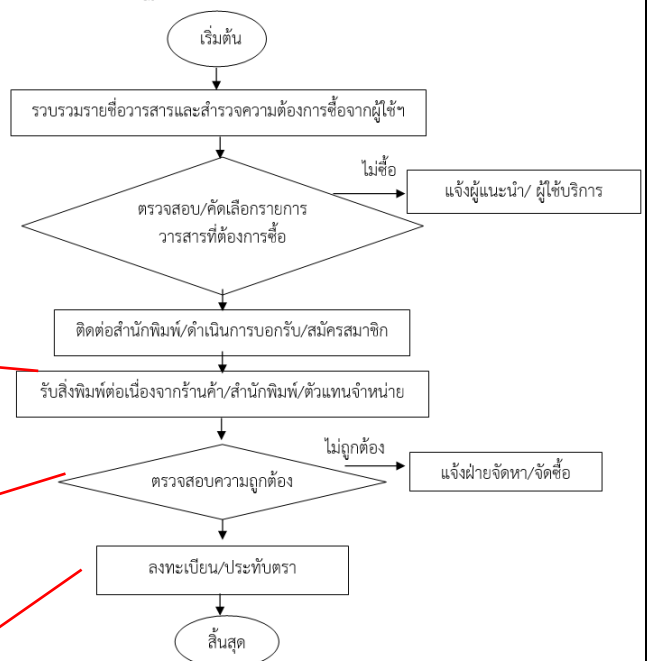 เริ่มต้น
รวบรวมรายชื่อวารสารและสำรวจความต้องการซื้อจากผู้ใช้ฯ
ไม่ซื้อ
แจ้งผู้แนะนำ/ ผู้ใช้บริการ
ตรวจสอบ/คัดเลือกรายการ
วารสารที่ต้องการซื้อ
ติดต่อสำนักพิมพ์/ดำเนินการบอกรับ/สมัครสมาชิก
รับสิ่งพิมพ์ต่อเนื่องจากร้านค้า/สำนักพิมพ์/ตัวแทนจำหน่าย
ไม่ถูกต้อง
ตรวจสอบความถูกต้อง
แจ้งฝ่ายจัดหา/จัดซื้อ
ลงทะเบียน/ประทับตรา
สิ้นสุด